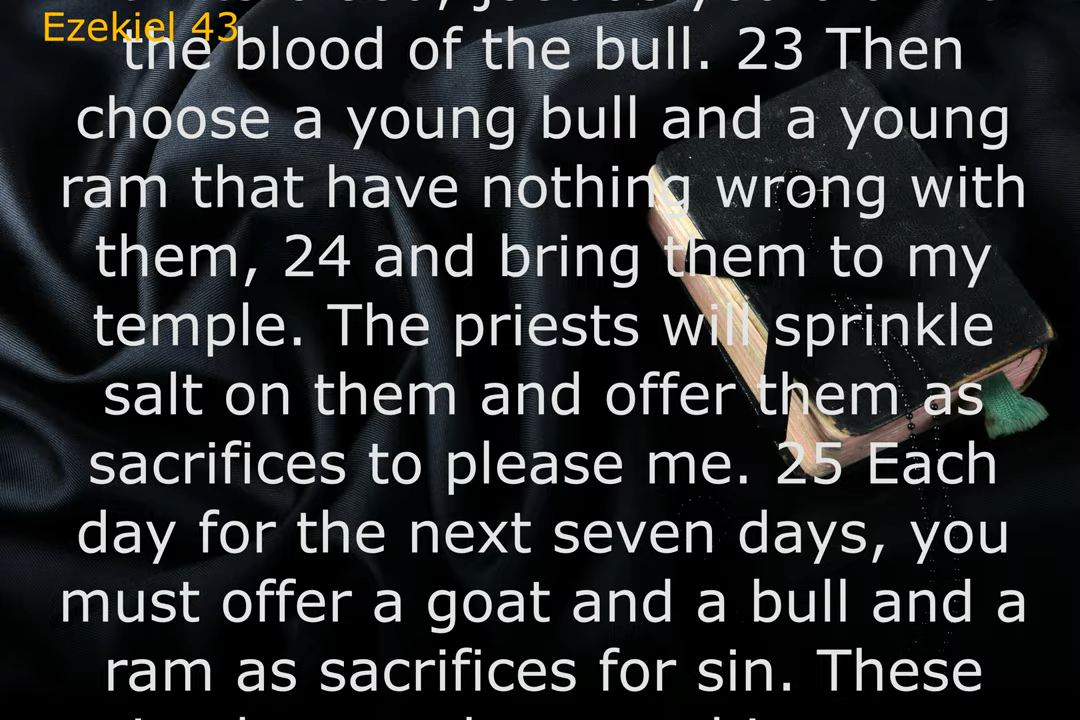 Ezekiel 43
the blood of the bull. 23 Then
choose a young bull and a young
ram that have nothing wrong with
them, 24 and bring them to my
temple. The priests will sprinkle
salt on them and offer them as
sacrifices to please me. 25 Each
day for the next seven days, you
must offer a goat and a bull and a
ram as sacrifices for sin. These